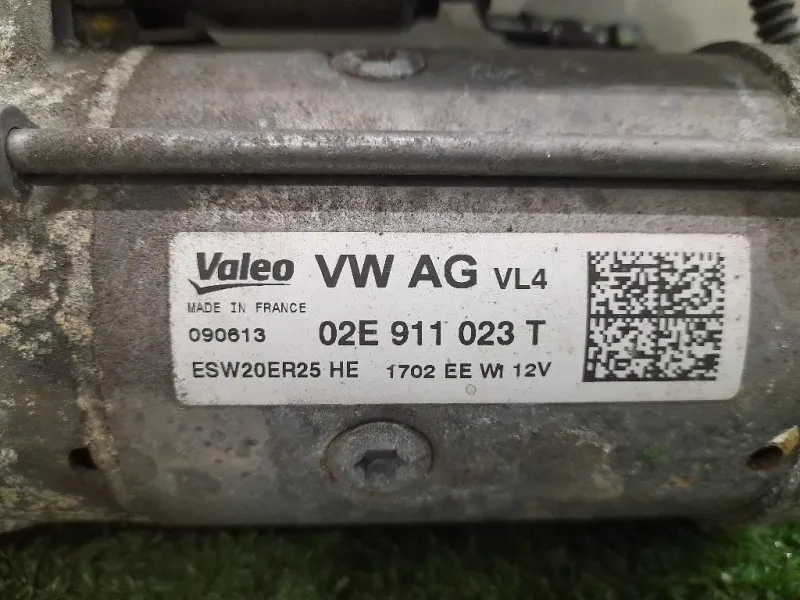 Valeo VW AG VL4
MADE IN FRANCE
090613 02E 911 023 T
ESW20ER25 HE 1702 EE WI 12V